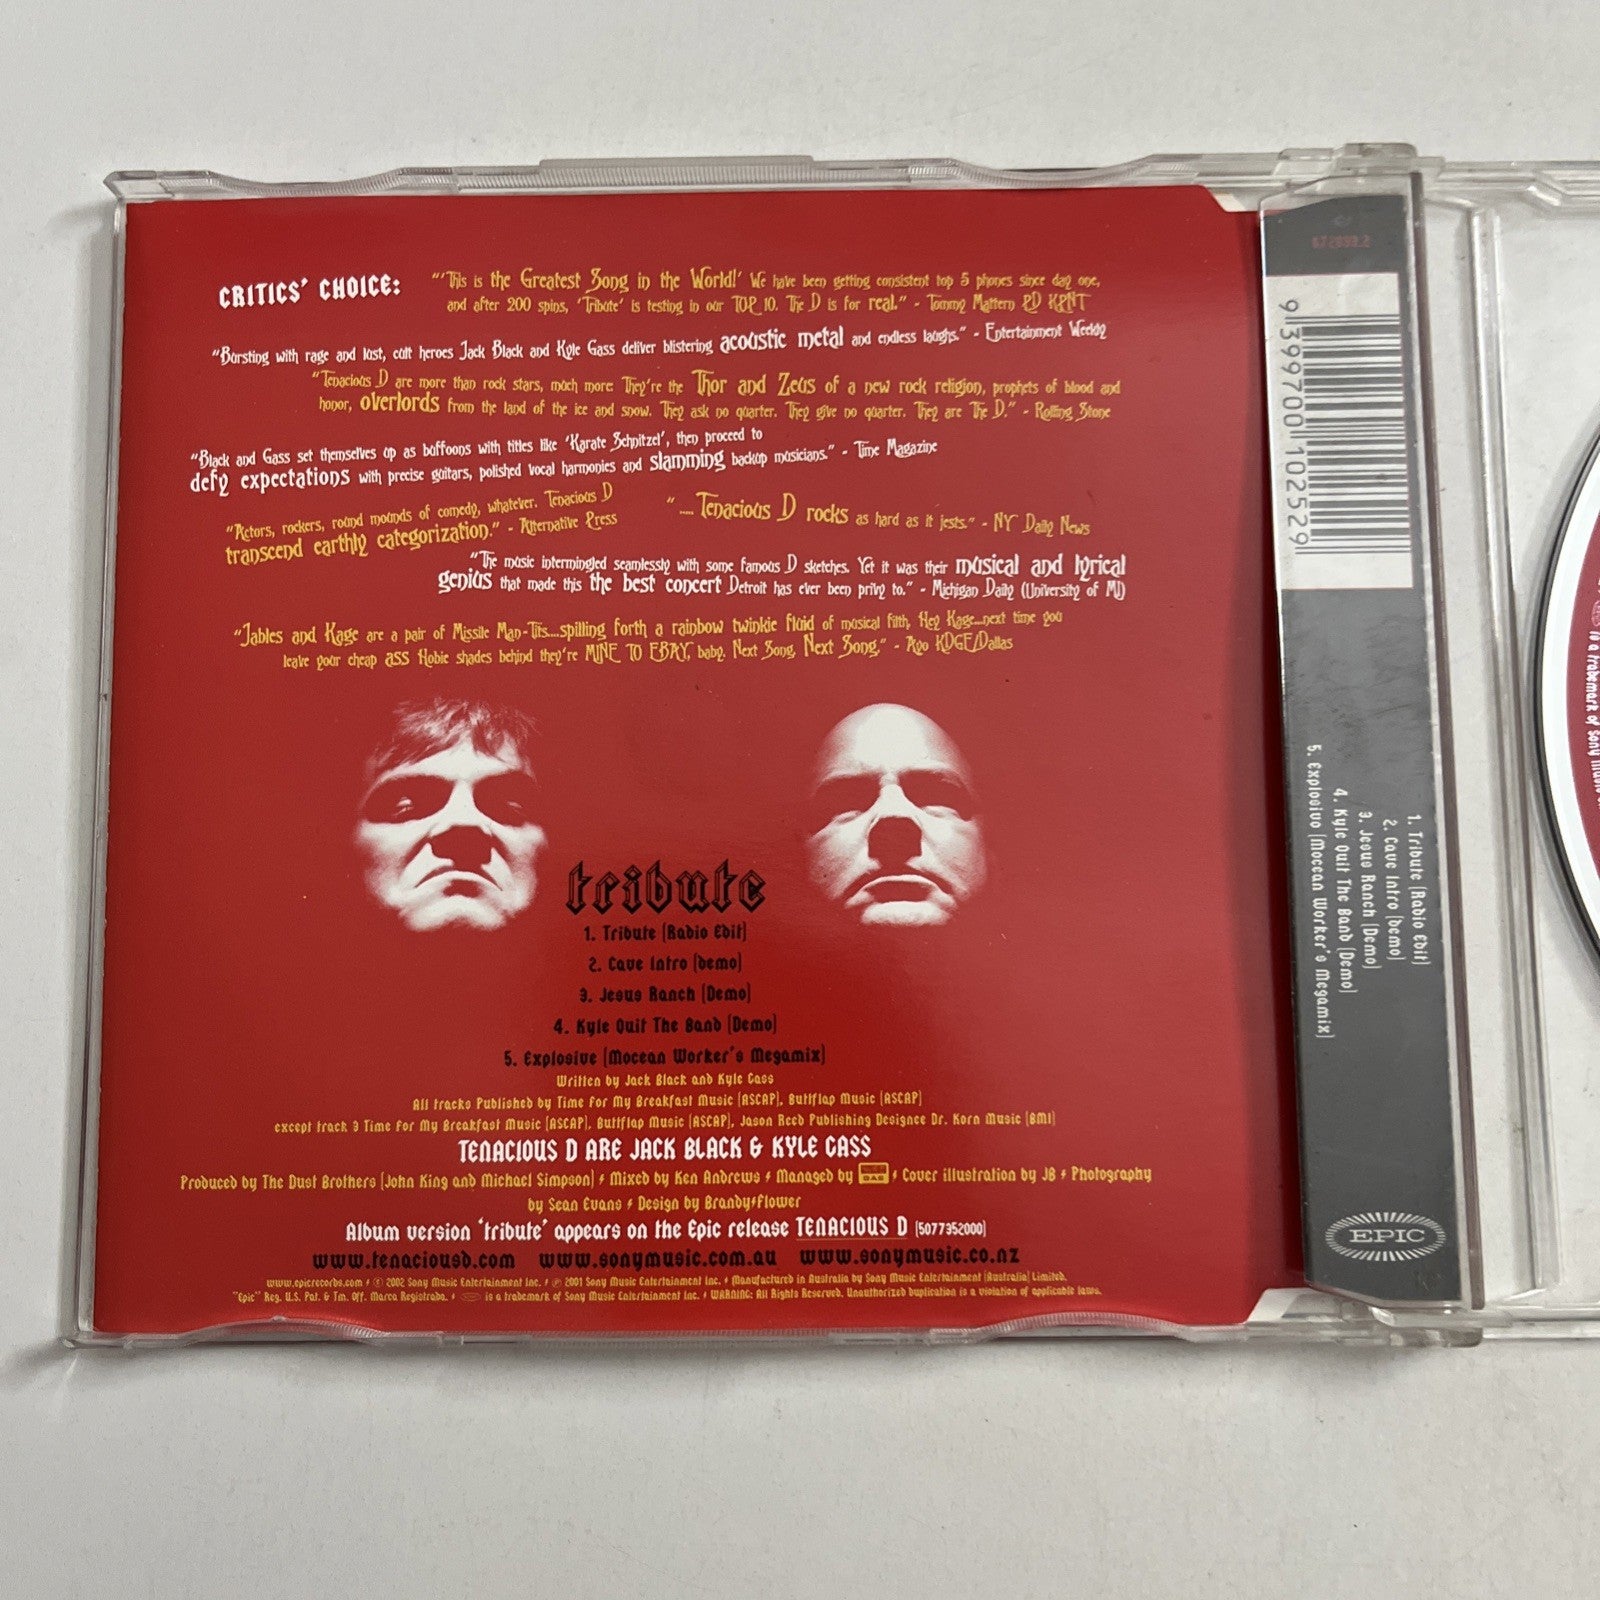 CRITICS' CHOICE:
"'This is the Greatest Song in the World!' We have been getting consistent top 5 phones since day one,
and after 200 spins, 'Tribute' is testing in our TOP 10. The D is for real." - Tommy Mattern PD KRNT
"Bursting with rage and lust, cult heroes Jack Black and Kyle Gass deliver blistering acoustic metal and endless laughs." - Entertainment Weekly
"Tenacious D are more than rock stars, much more: They're the Thor and Zeus of a new rock religion, prophets of blood and
honor, overlords from the land of the ice and snow. They ask no quarter. They give no quarter. They are The D." - Rolling Stone
"Black and Gass set themselves up as buffoons with titles like 'Karate Schnitzel', then proceed to
defy expectations with precise guitars, polished vocal harmonies and slamming backup musicians." - Time Magazine
"Actors, rockers, round mounds of comedy, whatever. Tenacious D
transcend earthly categorization." - Alternative Press
".... Tenacious D rocks as hard as it jests." - NY Daily News
"The music intermingled seamlessly with some famous D sketches. Yet it was their musical and lyrical
genius that made this the best concert Detroit has ever been privy to." - Michigan Daily (University of MI)
"Jables and Kage are a pair of Missile Man-Tits....spilling forth a rainbow twinkie fluid of musical filth, Hey Kage...next time you
leave your cheap ass Hobie shades behind they're MINE TO EBAY, baby. Next Song, Next Song." - Ayo KDGE/Dallas
tribute
1. Tribute [Radio Edit]
2. Cave Intro [demo]
3. Jesus Ranch [Demo]
4. Kyle Quit The Band [Demo]
5. Explosive [Mocean Worker's Megamix]
Written by Jack Black and Kyle Gass
All tracks Published by Time For My Breakfast Music [ASCAP], Buttflap Music [ASCAP]
except track 3 Time For My Breakfast Music [ASCAP], Buttflap Music [ASCAP], Jason Reed Publishing Designee Dr. Korn Music [BMI]
TENACIOUS D ARE JACK BLACK & KYLE GASS
Produced by The Dust Brothers [John King and Michael Simpson] Mixed by Ken Andrews Managed by Cover illustration by JB Photography
by Sean Evans Design by Brandy Flower
Album version 'tribute' appears on the Epic release TENACIOUS D [5077352000]
www.tenaciousd.com www.sonymusic.com.au www.sonymusic.co.nz
www.epicrecords.com © 2002 Sony Music Entertainment Inc. ℗ 2001 Sony Music Entertainment Inc. Manufactured in Australia by Sony Music Entertainment [Australia] Limited.
"Epic" Reg. U.S. Pat. & Tm. Off. Marca Registrada. is a trademark of Sony Music Entertainment Inc. WARNING: All Rights Reserved. Unauthorized duplication is a violation of applicable laws.
9 399700 102529
1. Tribute [Radio Edit]
2. Cave Intro [demo]
3. Jesus Ranch [Demo]
4. Kyle Quit The Band [Demo]
5. Explosivo [Mocean Worker's Megamix]
EPIC
is a trademark of Sony